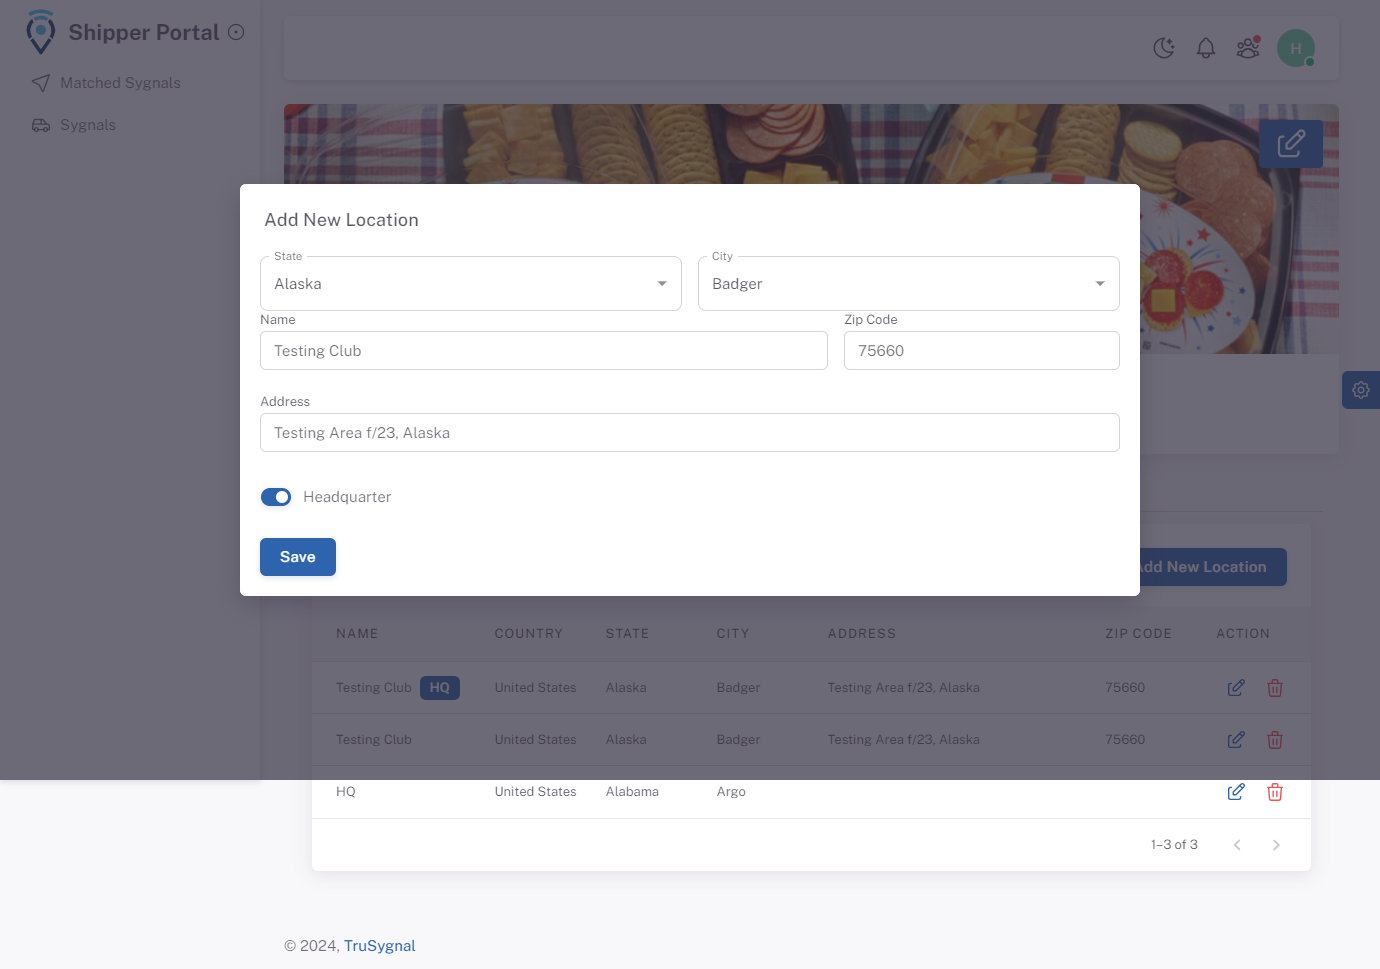 Shipper Portal
Matched Sygnals
Sygnals
H
Add New Location
State
Alaska
City
Badger
Name
Testing Club
Zip Code
75660
Address
Testing Area f/23, Alaska
Headquarter
Save
Add New Location
NAME COUNTRY STATE CITY ADDRESS ZIP CODE ACTION
Testing Club HQ United States Alaska Badger Testing Area f/23, Alaska 75660
Testing Club United States Alaska Badger Testing Area f/23, Alaska 75660
HQ United States Alabama Argo
1–3 of 3
© 2024, TruSygnal